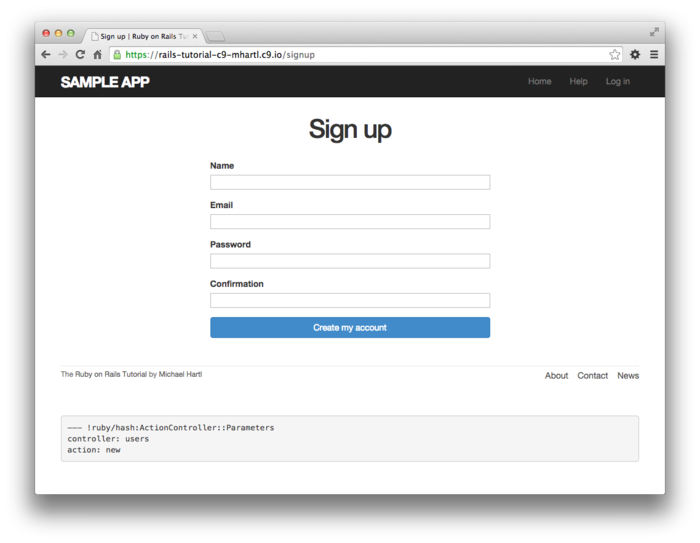 Sign up | Ruby on Rails Tu
https://rails-tutorial-c9-mhartl.c9.io/signup
SAMPLE APP
Home Help Log in
Sign up
Name
Email
Password
Confirmation
Create my account
The Ruby on Rails Tutorial by Michael Hartl
About Contact News
--- !ruby/hash:ActionController::Parameters
controller: users
action: new